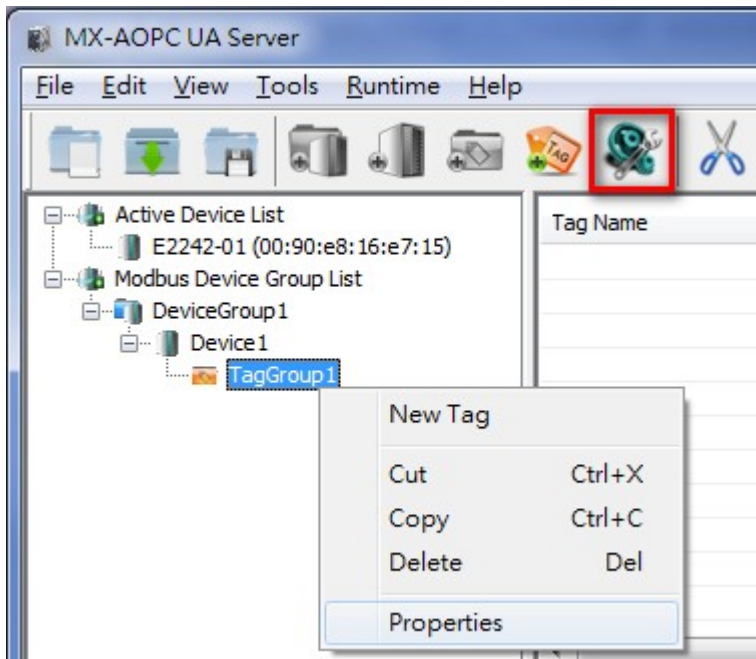 MX-AOPC UA Server
File Edit View Tools Runtime Help
TAG
Active Device List
E2242-01 (00:90:e8:16:e7:15)
Modbus Device Group List
DeviceGroup1
Device1
TagGroup1
Tag Name
New Tag
Cut Ctrl+X
Copy Ctrl+C
Delete Del
Properties